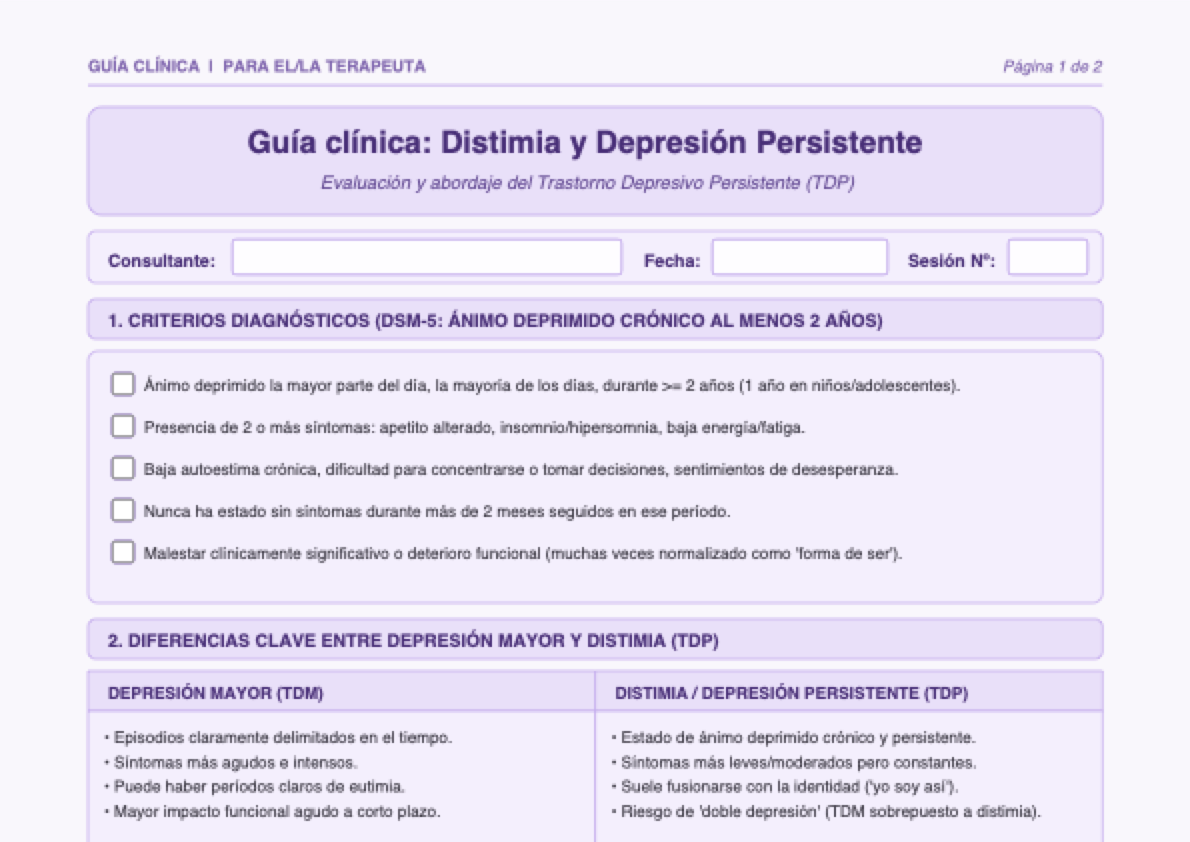 GUÍA CLÍNICA | PARA EL/LA TERAPEUTA
Página 1 de 2
Guía clínica: Distimia y Depresión Persistente
Evaluación y abordaje del Trastorno Depresivo Persistente (TDP)
Consultante:
Fecha:
Sesión Nº:
1. CRITERIOS DIAGNÓSTICOS (DSM-5: ÁNIMO DEPRIMIDO CRÓNICO AL MENOS 2 AÑOS)
Ánimo deprimido la mayor parte del día, la mayoría de los días, durante >= 2 años (1 año en niños/adolescentes).
Presencia de 2 o más síntomas: apetito alterado, insomnio/hipersomnia, baja energía/fatiga.
Baja autoestima crónica, dificultad para concentrarse o tomar decisiones, sentimientos de desesperanza.
Nunca ha estado sin síntomas durante más de 2 meses seguidos en ese período.
Malestar clínicamente significativo o deterioro funcional (muchas veces normalizado como 'forma de ser').
2. DIFERENCIAS CLAVE ENTRE DEPRESIÓN MAYOR Y DISTIMIA (TDP)
DEPRESIÓN MAYOR (TDM)
• Episodios claramente delimitados en el tiempo.
• Síntomas más agudos e intensos.
• Puede haber períodos claros de eutimia.
• Mayor impacto funcional agudo a corto plazo.
DISTIMIA / DEPRESIÓN PERSISTENTE (TDP)
• Estado de ánimo deprimido crónico y persistente.
• Síntomas más leves/moderados pero constantes.
• Suele fusionarse con la identidad ('yo soy así').
• Riesgo de 'doble depresión' (TDM sobrepuesto a distimia).